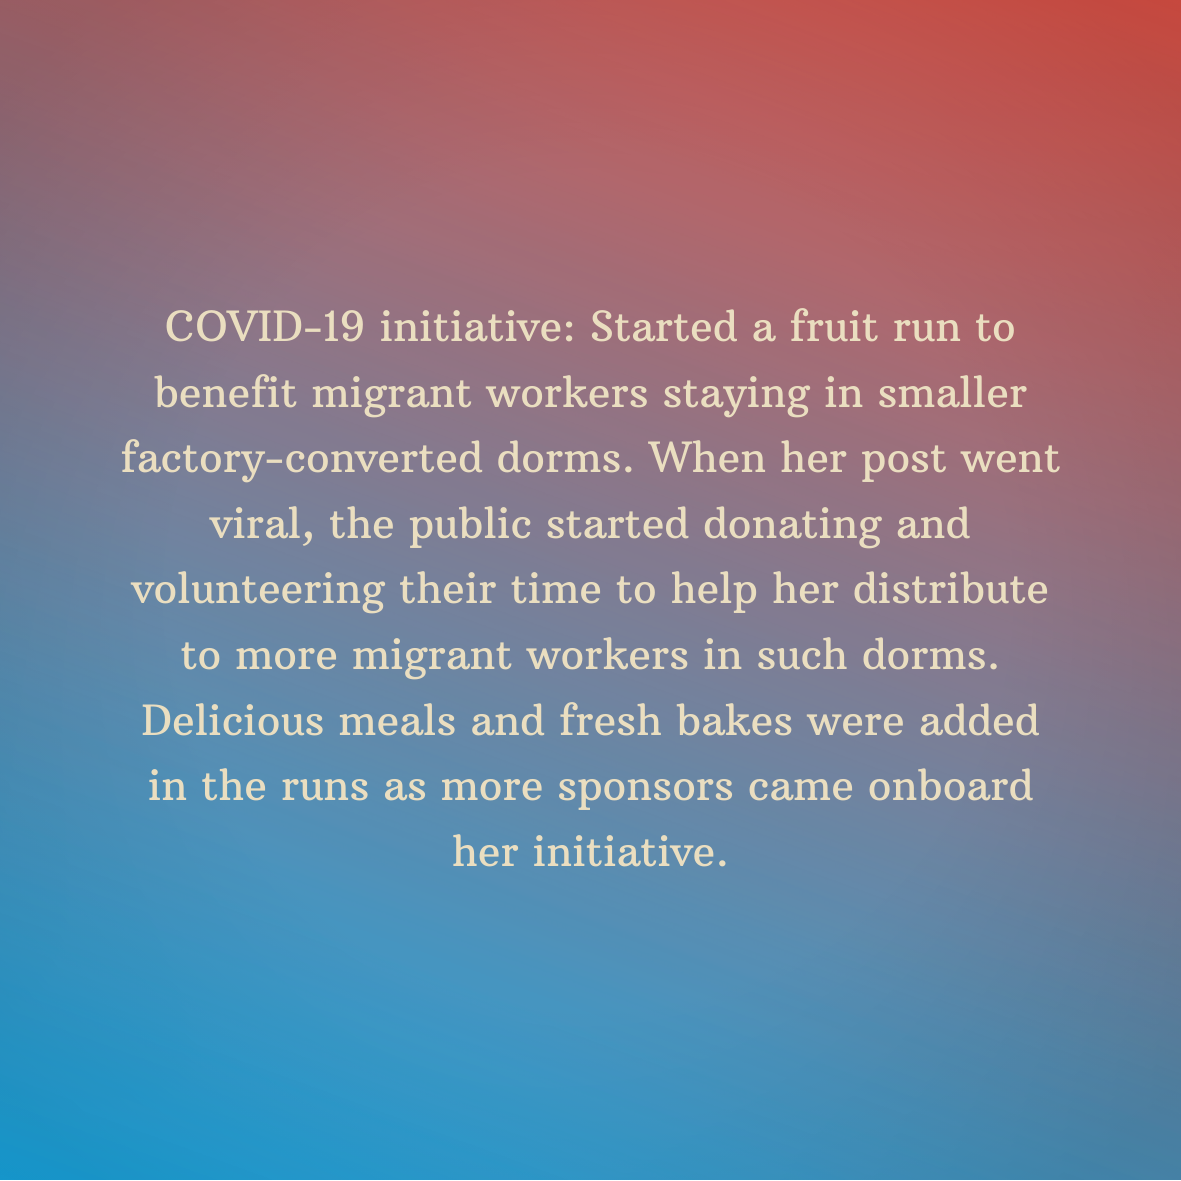 COVID-19 initiative: Started a fruit run to
benefit migrant workers staying in smaller
factory-converted dorms. When her post went
viral, the public started donating and
volunteering their time to help her distribute
to more migrant workers in such dorms.
Delicious meals and fresh bakes were added
in the runs as more sponsors came onboard
her initiative.